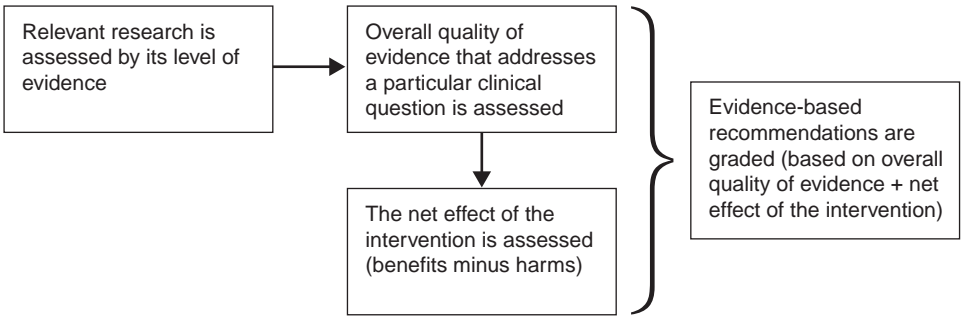 Relevant research is
assessed by its level of
evidence
Overall quality of
evidence that addresses
a particular clinical
question is assessed
The net effect of the
intervention is assessed
(benefits minus harms)
Evidence-based
recommendations are
graded (based on overall
quality of evidence + net
effect of the intervention)